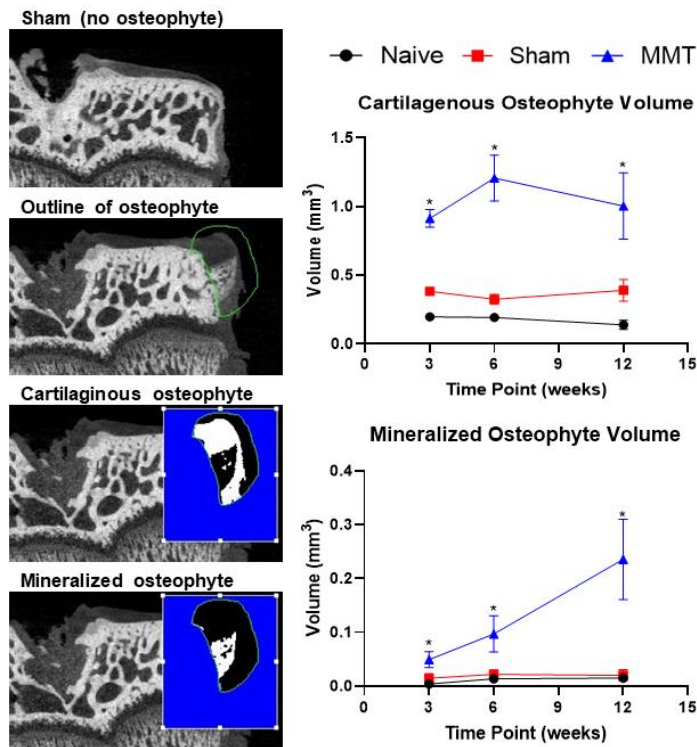 Sham (no osteophyte)
Outline of osteophyte
Cartilaginous osteophyte
Mineralized osteophyte
Naive Sham MMT
Cartilagenous Osteophyte Volume
Volume (mm³)
1.5
1.0
0.5
0.0
* * *
0 3 6 9 12 15
Time Point (weeks)
Mineralized Osteophyte Volume
Volume (mm³)
0.4
0.3
0.2
0.1
0.0
* * *
0 3 6 9 12 15
Time Point (weeks)